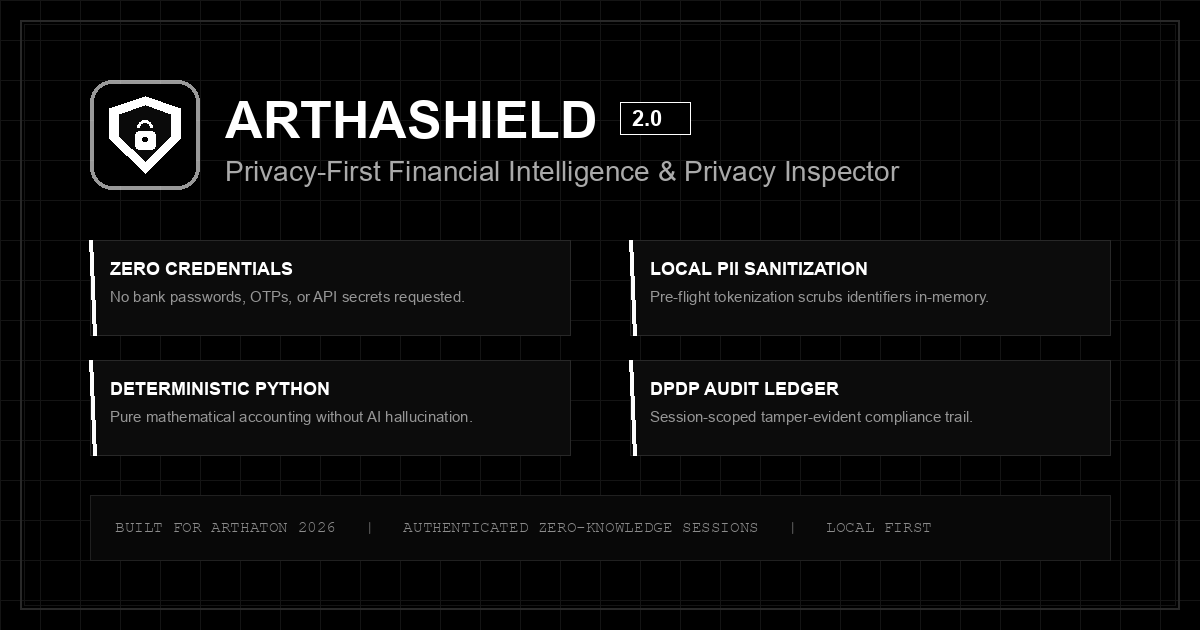 ARTHASHIELD 2.0
Privacy-First Financial Intelligence & Privacy Inspector
ZERO CREDENTIALS
No bank passwords, OTPs, or API secrets requested.
LOCAL PII SANITIZATION
Pre-flight tokenization scrubs identifiers in-memory.
DETERMINISTIC PYTHON
Pure mathematical accounting without AI hallucination.
DPDP AUDIT LEDGER
Session-scoped tamper-evident compliance trail.
BUILT FOR ARTHATON 2026 | AUTHENTICATED ZERO-KNOWLEDGE SESSIONS | LOCAL FIRST